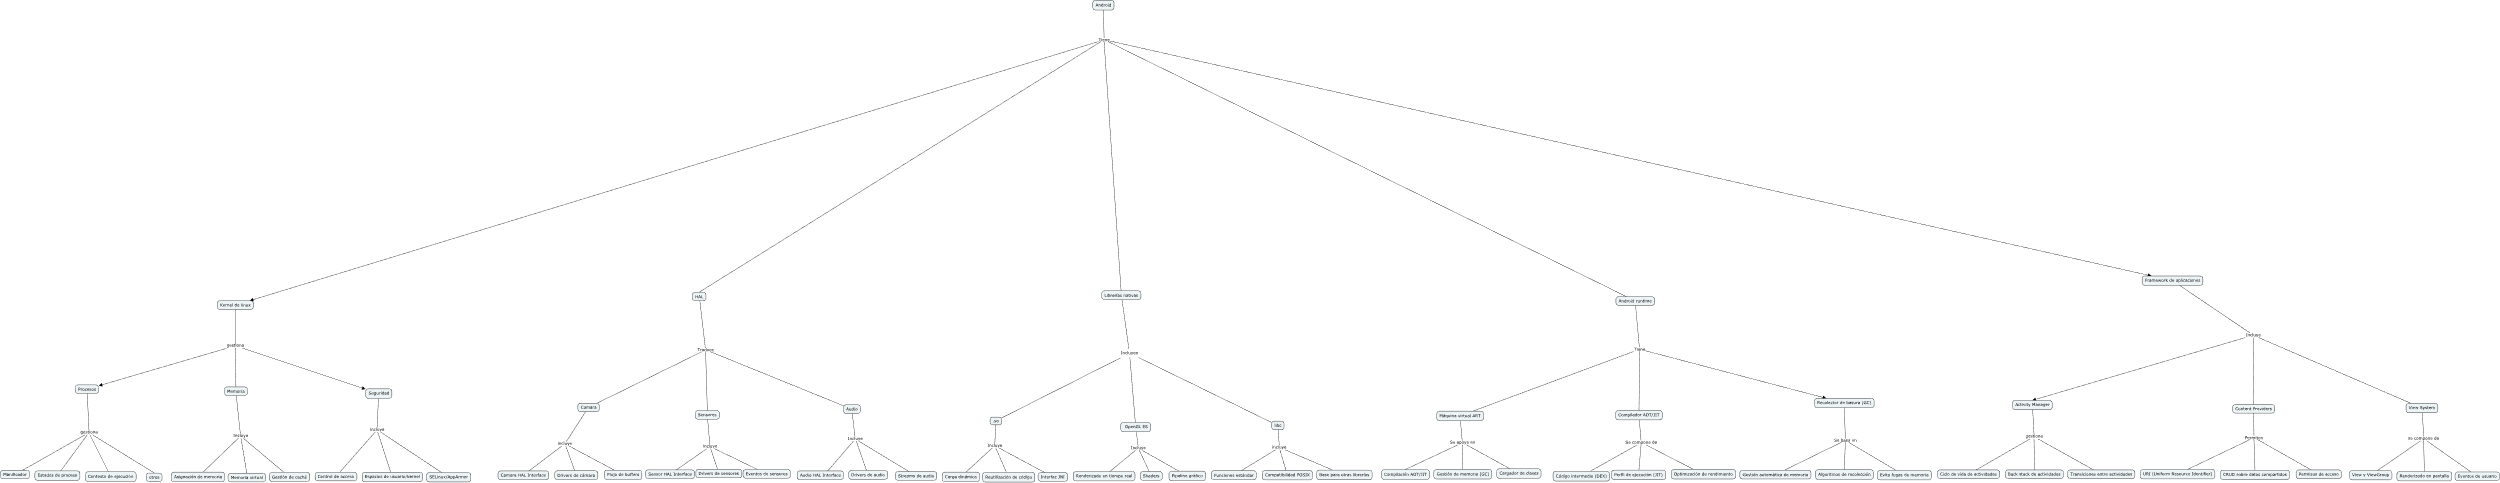 Android
Tiene
Framework de aplicaciones
Librerías nativas
HAL
Android runtime
Kernel de linux
Incluye
gestiona
Traduce
Incluyen
Tiene
Procesos
Memoria
Seguridad
Camara
Sensores
Audio
.so
OpenGL ES
libc
Máquina virtual ART
Compilador AOT/JIT
Recolector de basura (GC)
Activity Manager
Content Providers
View System
gestiona
Incluye
Incluye
Incluye
Incluye
Incluye
Incluye
Incluye
Incluye
Se apoya en
Se compone de
Se basa en
gestiona
Permiten
Se compone de
Planificador
Estados de proceso
Contexto de ejecución
otros
Asignación de memoria
Memoria virtual
Gestión de caché
Control de acceso
Espacios de usuario/kernel
SELinux/AppArmor
Camara HAL Interface
Drivers de cámara
Flujo de buffers
Sensor HAL Interface
Drivers de sensores
Eventos de sensores
Audio HAL Interface
Drivers de audio
Streams de audio
Carga dinámica
Reutilización de código
Interfaz JNI
Renderizado en tiempo real
Shaders
Pipeline gráfico
Funciones estándar
Compatibilidad POSIX
Base para otras librerías
Compilación AOT/JIT
Gestión de memoria (GC)
Cargador de clases
Código intermedio (DEX)
Perfil de ejecución (JIT)
Optimización de rendimiento
Gestión automática de memoria
Algoritmos de recolección
Evita fugas de memoria
Ciclo de vida de actividades
Back stack de actividades
Transiciones entre actividades
URI (Uniform Resource Identifier)
CRUD sobre datos compartidos
Permisos de acceso
View y ViewGroup
Renderizado en pantalla
Eventos de usuario